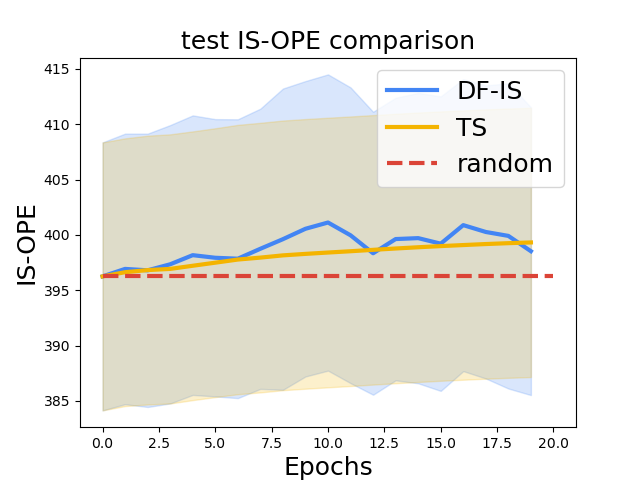 test IS-OPE comparison
415
410
405
400
395
390
385
IS-OPE
DF-IS
TS
random
0.0 2.5 5.0 7.5 10.0 12.5 15.0 17.5 20.0
Epochs